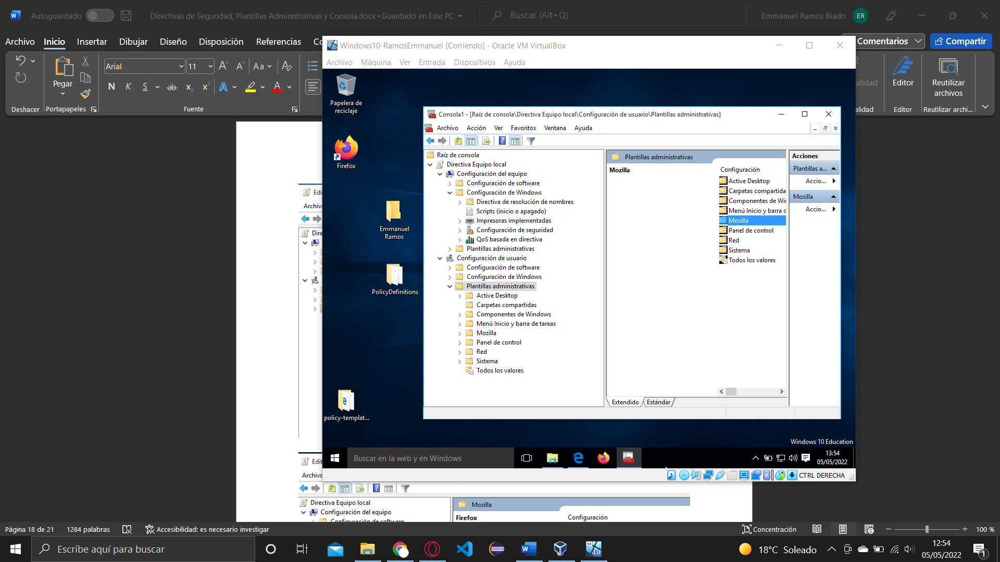 Autoguardado
Directivas de Seguridad, Plantillas Administrativas y Consola.docx • Guardado en Este PC
Buscar (Alt+Q)
Emmanuel Ramos Biado
ER
Archivo
Inicio
Insertar
Dibujar
Diseño
Disposición
Referencias
Comentarios
Compartir
Arial
11
Aa
Pegar
N
K
S
ab
A
Editor
Reutilizar archivos
Deshacer
Portapapeles
Fuente
Editor
Reutilizar archi...
Windows10-RamosEmmanuel [Corriendo] - Oracle VM VirtualBox
Archivo
Máquina
Ver
Entrada
Dispositivos
Ayuda
Papelera de
reciclaje
Firefox
Emmanuel
Ramos
PolicyDefinitions
policy-templat...
Consola1 - [Raíz de consola\Directiva Equipo local\Configuración de usuario\Plantillas administrativas]
Archivo
Acción
Ver
Favoritos
Ventana
Ayuda
Raíz de consola
Directiva Equipo local
Configuración del equipo
Configuración de software
Configuración de Windows
Directiva de resolución de nombres
Scripts (inicio o apagado)
Impresoras implementadas
Configuración de seguridad
QoS basada en directiva
Plantillas administrativas
Configuración de usuario
Configuración de software
Configuración de Windows
Plantillas administrativas
Active Desktop
Carpetas compartidas
Componentes de Windows
Menú Inicio y barra de tareas
Mozilla
Panel de control
Red
Sistema
Todos los valores
Plantillas administrativas
Mozilla
Configuración
Active Desktop
Carpetas compartida
Componentes de Wi
Menú Inicio y barra d
Mozilla
Panel de control
Red
Sistema
Todos los valores
Extendido
Estándar
Acciones
Plantillas a...
Accio...
Mozilla
Accio...
Windows 10 Education
Buscar en la web y en Windows
13:54
05/05/2022
CTRL DERECHA
Directiva Equipo local
Configuración del equipo
Configuración de software
Mozilla
Firefox
Configuración
Página 18 de 21
1284 palabras
Accesibilidad: es necesario investigar
Concentración
100 %
Escribe aquí para buscar
18°C Soleado
12:54
05/05/2022
1